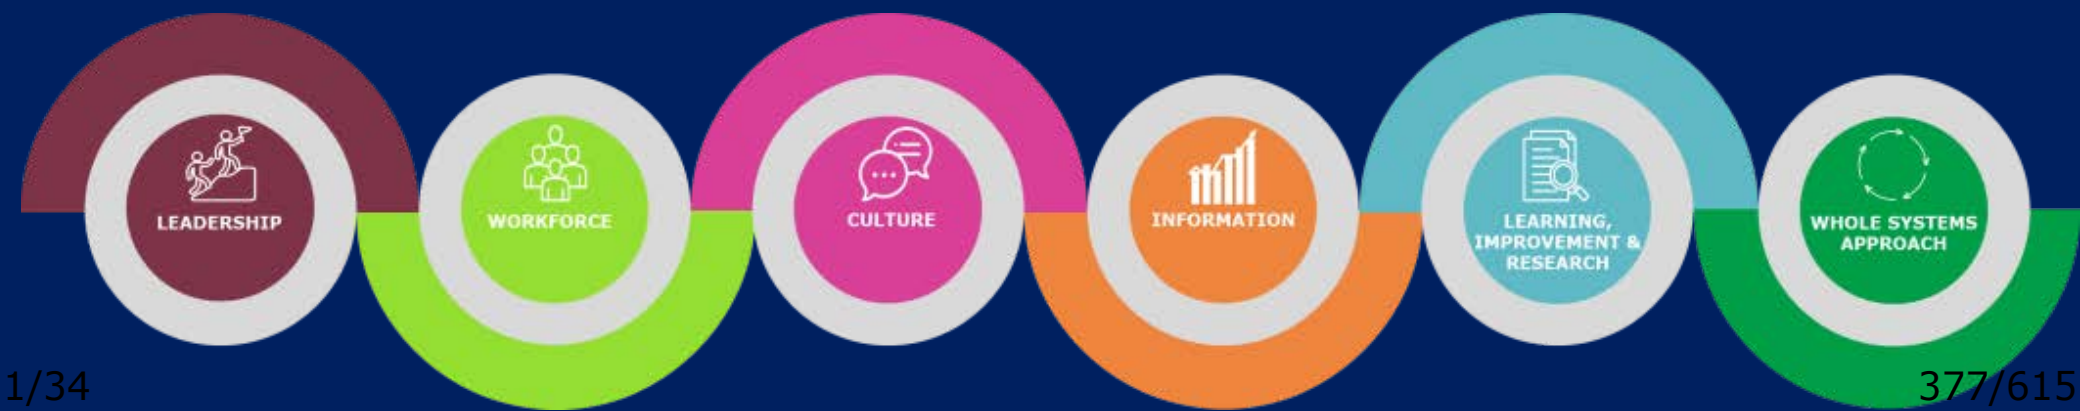 LEADERSHIP
WORKFORCE
CULTURE
INFORMATION
LEARNING,
IMPROVEMENT &
RESEARCH
WHOLE SYSTEMS
APPROACH
1/34
377/615